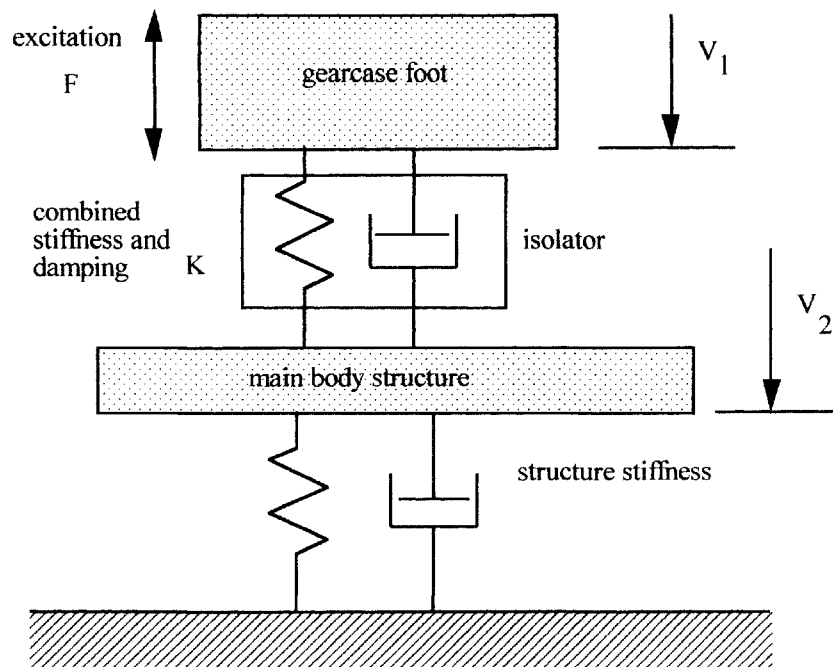 excitation
F
gearcase foot
V1
combined
stiffness and
damping K
isolator
V2
main body structure
structure stiffness